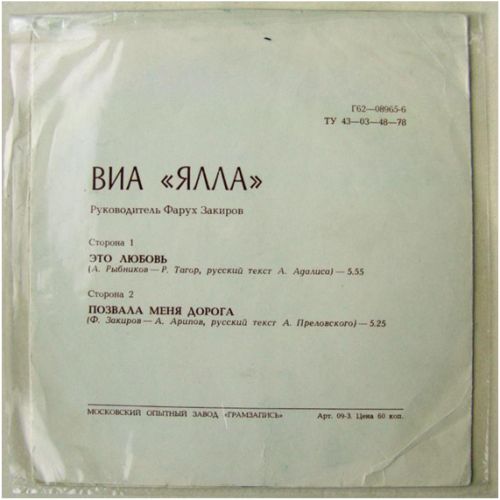 Г62—08965-6
ТУ 43—03—48—78
ВИА «ЯЛЛА»
Руководитель Фарух Закиров
Сторона 1
ЭТО ЛЮБОВЬ
(А. Рыбников — Р. Тагор, русский текст А. Адалиса) — 5.55
Сторона 2
ПОЗВАЛА МЕНЯ ДОРОГА
(Ф. Закиров — А. Арипов, русский текст А. Преловского) — 5.25
МОСКОВСКИЙ ОПЫТНЫЙ ЗАВОД «ГРАМЗАПИСЬ» Арт. 09-3. Цена 60 коп.